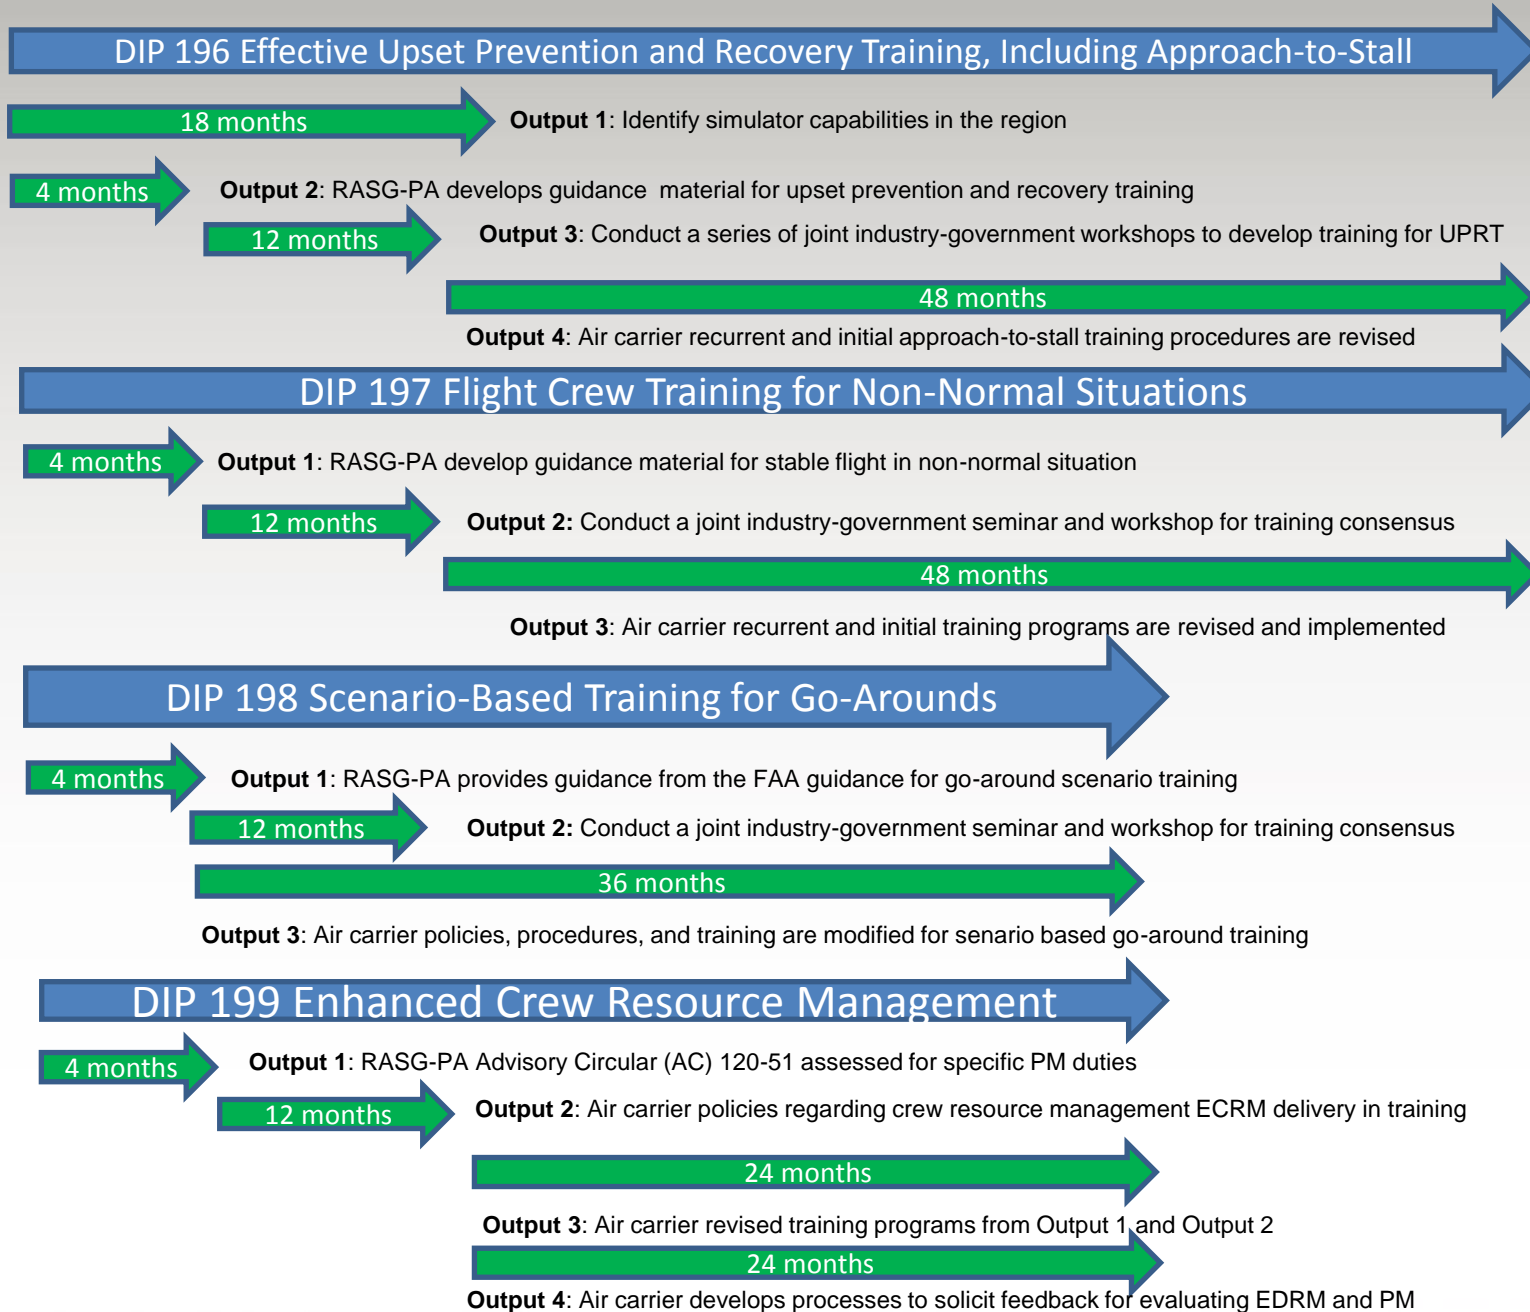 DIP 196 Effective Upset Prevention and Recovery Training, Including Approach-to-Stall
18 months
Output 1: Identify simulator capabilities in the region
4 months
Output 2: RASG-PA develops guidance material for upset prevention and recovery training
12 months
Output 3: Conduct a series of joint industry-government workshops to develop training for UPRT
48 months
Output 4: Air carrier recurrent and initial approach-to-stall training procedures are revised
DIP 197 Flight Crew Training for Non-Normal Situations
4 months
Output 1: RASG-PA develop guidance material for stable flight in non-normal situation
12 months
Output 2: Conduct a joint industry-government seminar and workshop for training consensus
48 months
Output 3: Air carrier recurrent and initial training programs are revised and implemented
DIP 198 Scenario-Based Training for Go-Arounds
4 months
Output 1: RASG-PA provides guidance from the FAA guidance for go-around scenario training
12 months
Output 2: Conduct a joint industry-government seminar and workshop for training consensus
36 months
Output 3: Air carrier policies, procedures, and training are modified for senario based go-around training
DIP 199 Enhanced Crew Resource Management
4 months
Output 1: RASG-PA Advisory Circular (AC) 120-51 assessed for specific PM duties
12 months
Output 2: Air carrier policies regarding crew resource management ECRM delivery in training
24 months
Output 3: Air carrier revised training programs from Output 1 and Output 2
24 months
Output 4: Air carrier develops processes to solicit feedback for evaluating EDRM and PM